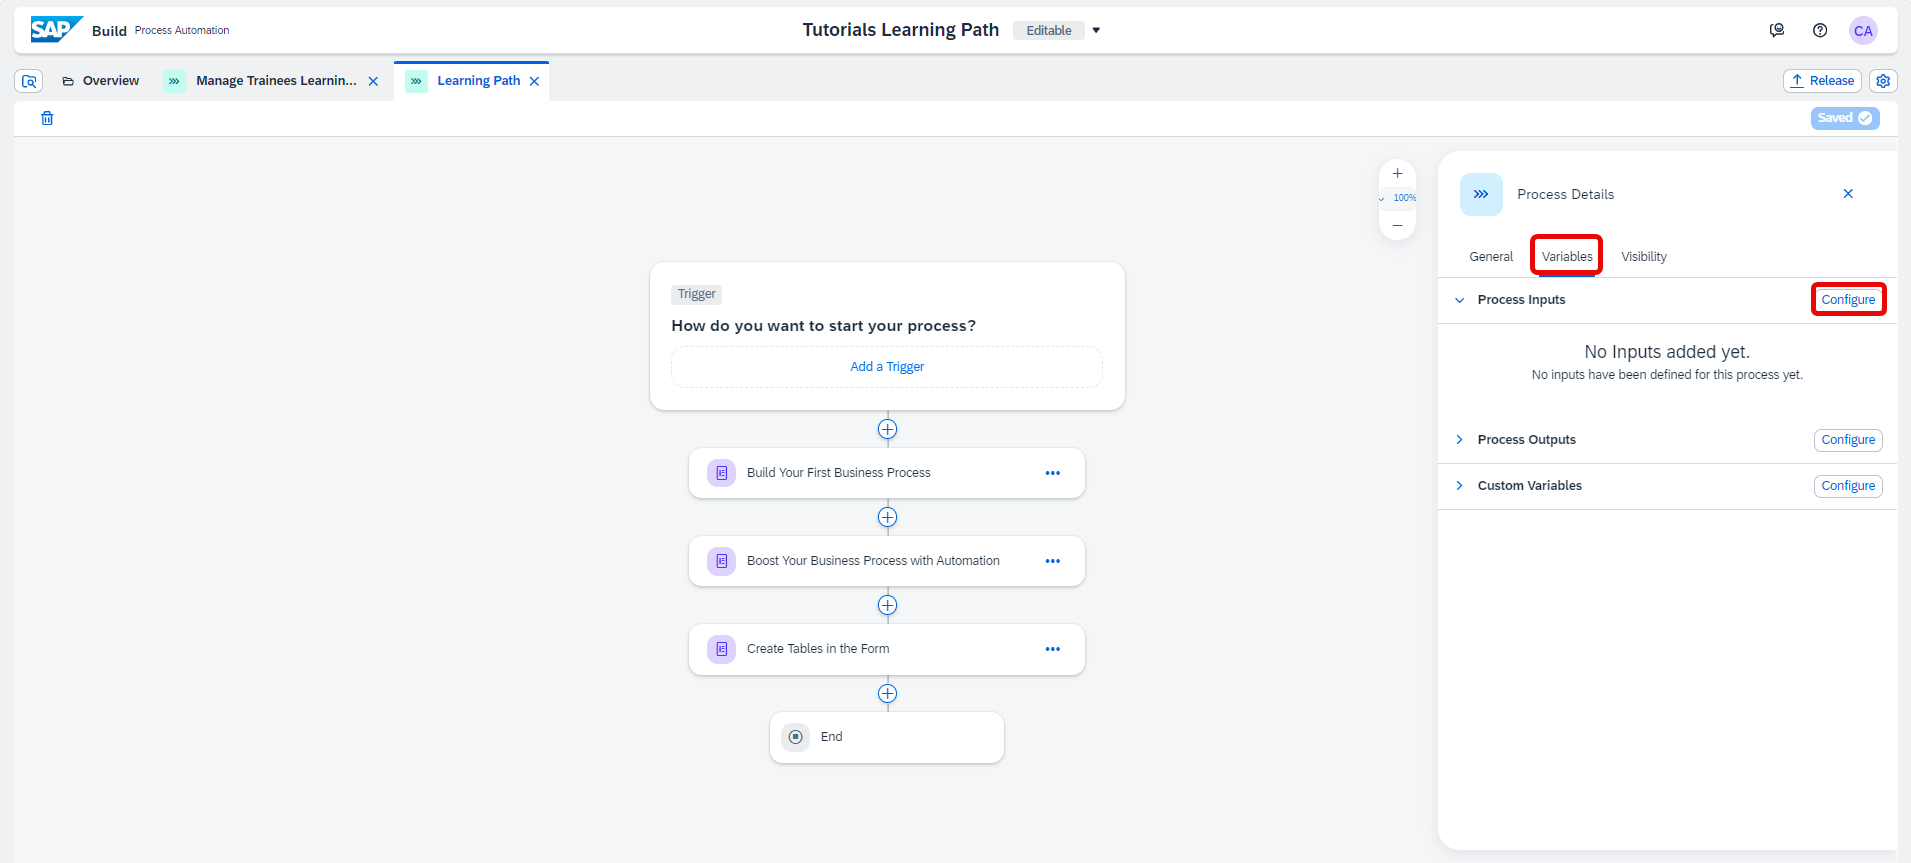 SAP Build Process Automation
Tutorials Learning Path Editable
CA
Overview
Manage Trainees Learnin...
Learning Path
Release
Saved
100%
Trigger
How do you want to start your process?
Add a Trigger
Build Your First Business Process
Boost Your Business Process with Automation
Create Tables in the Form
End
Process Details
General Variables Visibility
Process Inputs Configure
No Inputs added yet.
No inputs have been defined for this process yet.
Process Outputs Configure
Custom Variables Configure